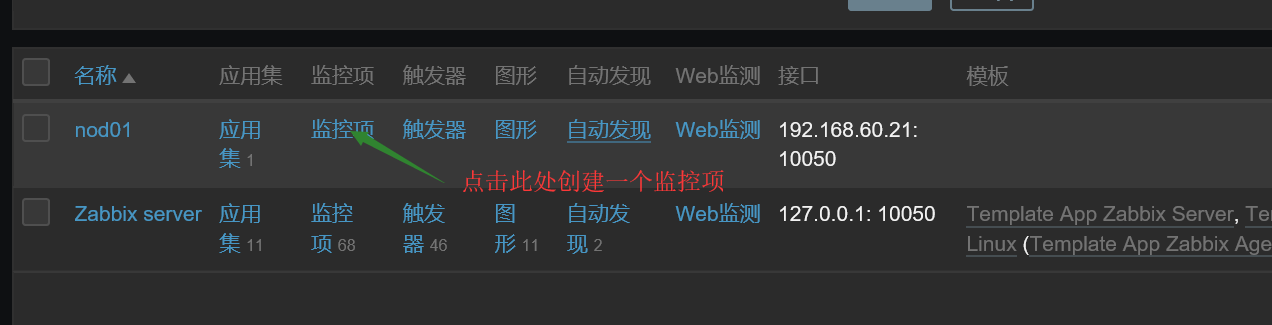 名称 应用集 监控项 触发器 图形 自动发现 Web监测 接口 模板
nod01 应用 监控项 触发器 图形 自动发现 Web监测 192.168.60.21:
集 1 10050
点击此处创建一个监控项
Zabbix server 应用 监控 触发 图 自动发 Web监测 127.0.0.1: 10050 Template App Zabbix Server,
集 11 项 68 器 46 形 11 现 2 Linux (Template App Zabbix Age